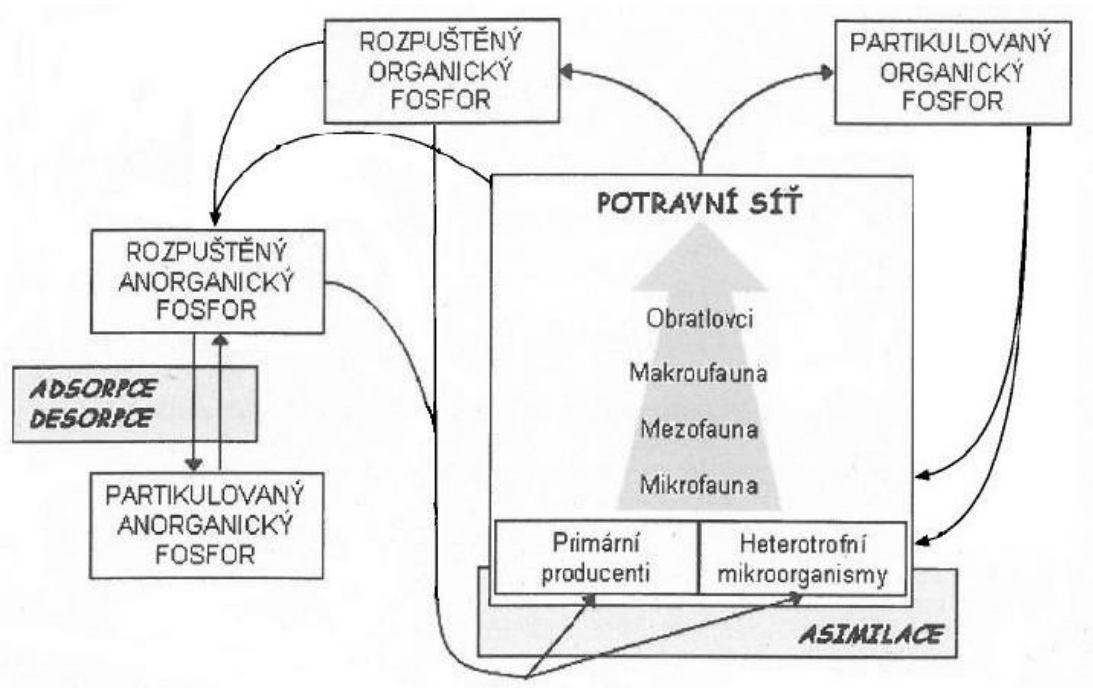 ROZPUŠTĚNÝ
ORGANICKÝ
FOSFOR
PARTIKULOVANÝ
ORGANICKÝ
FOSFOR
POTRAVNÍ SÍŤ
ROZPUŠTĚNÝ
ANORGANICKÝ
FOSFOR
Obratlovci
Makroufauna
ADSORPCE
DESORPCE
Mezofauna
Mikrofauna
PARTIKULOVANÝ
ANORGANICKÝ
FOSFOR
Primární
producenti
Heterotrofní
mikroorganismy
ASIMILACE